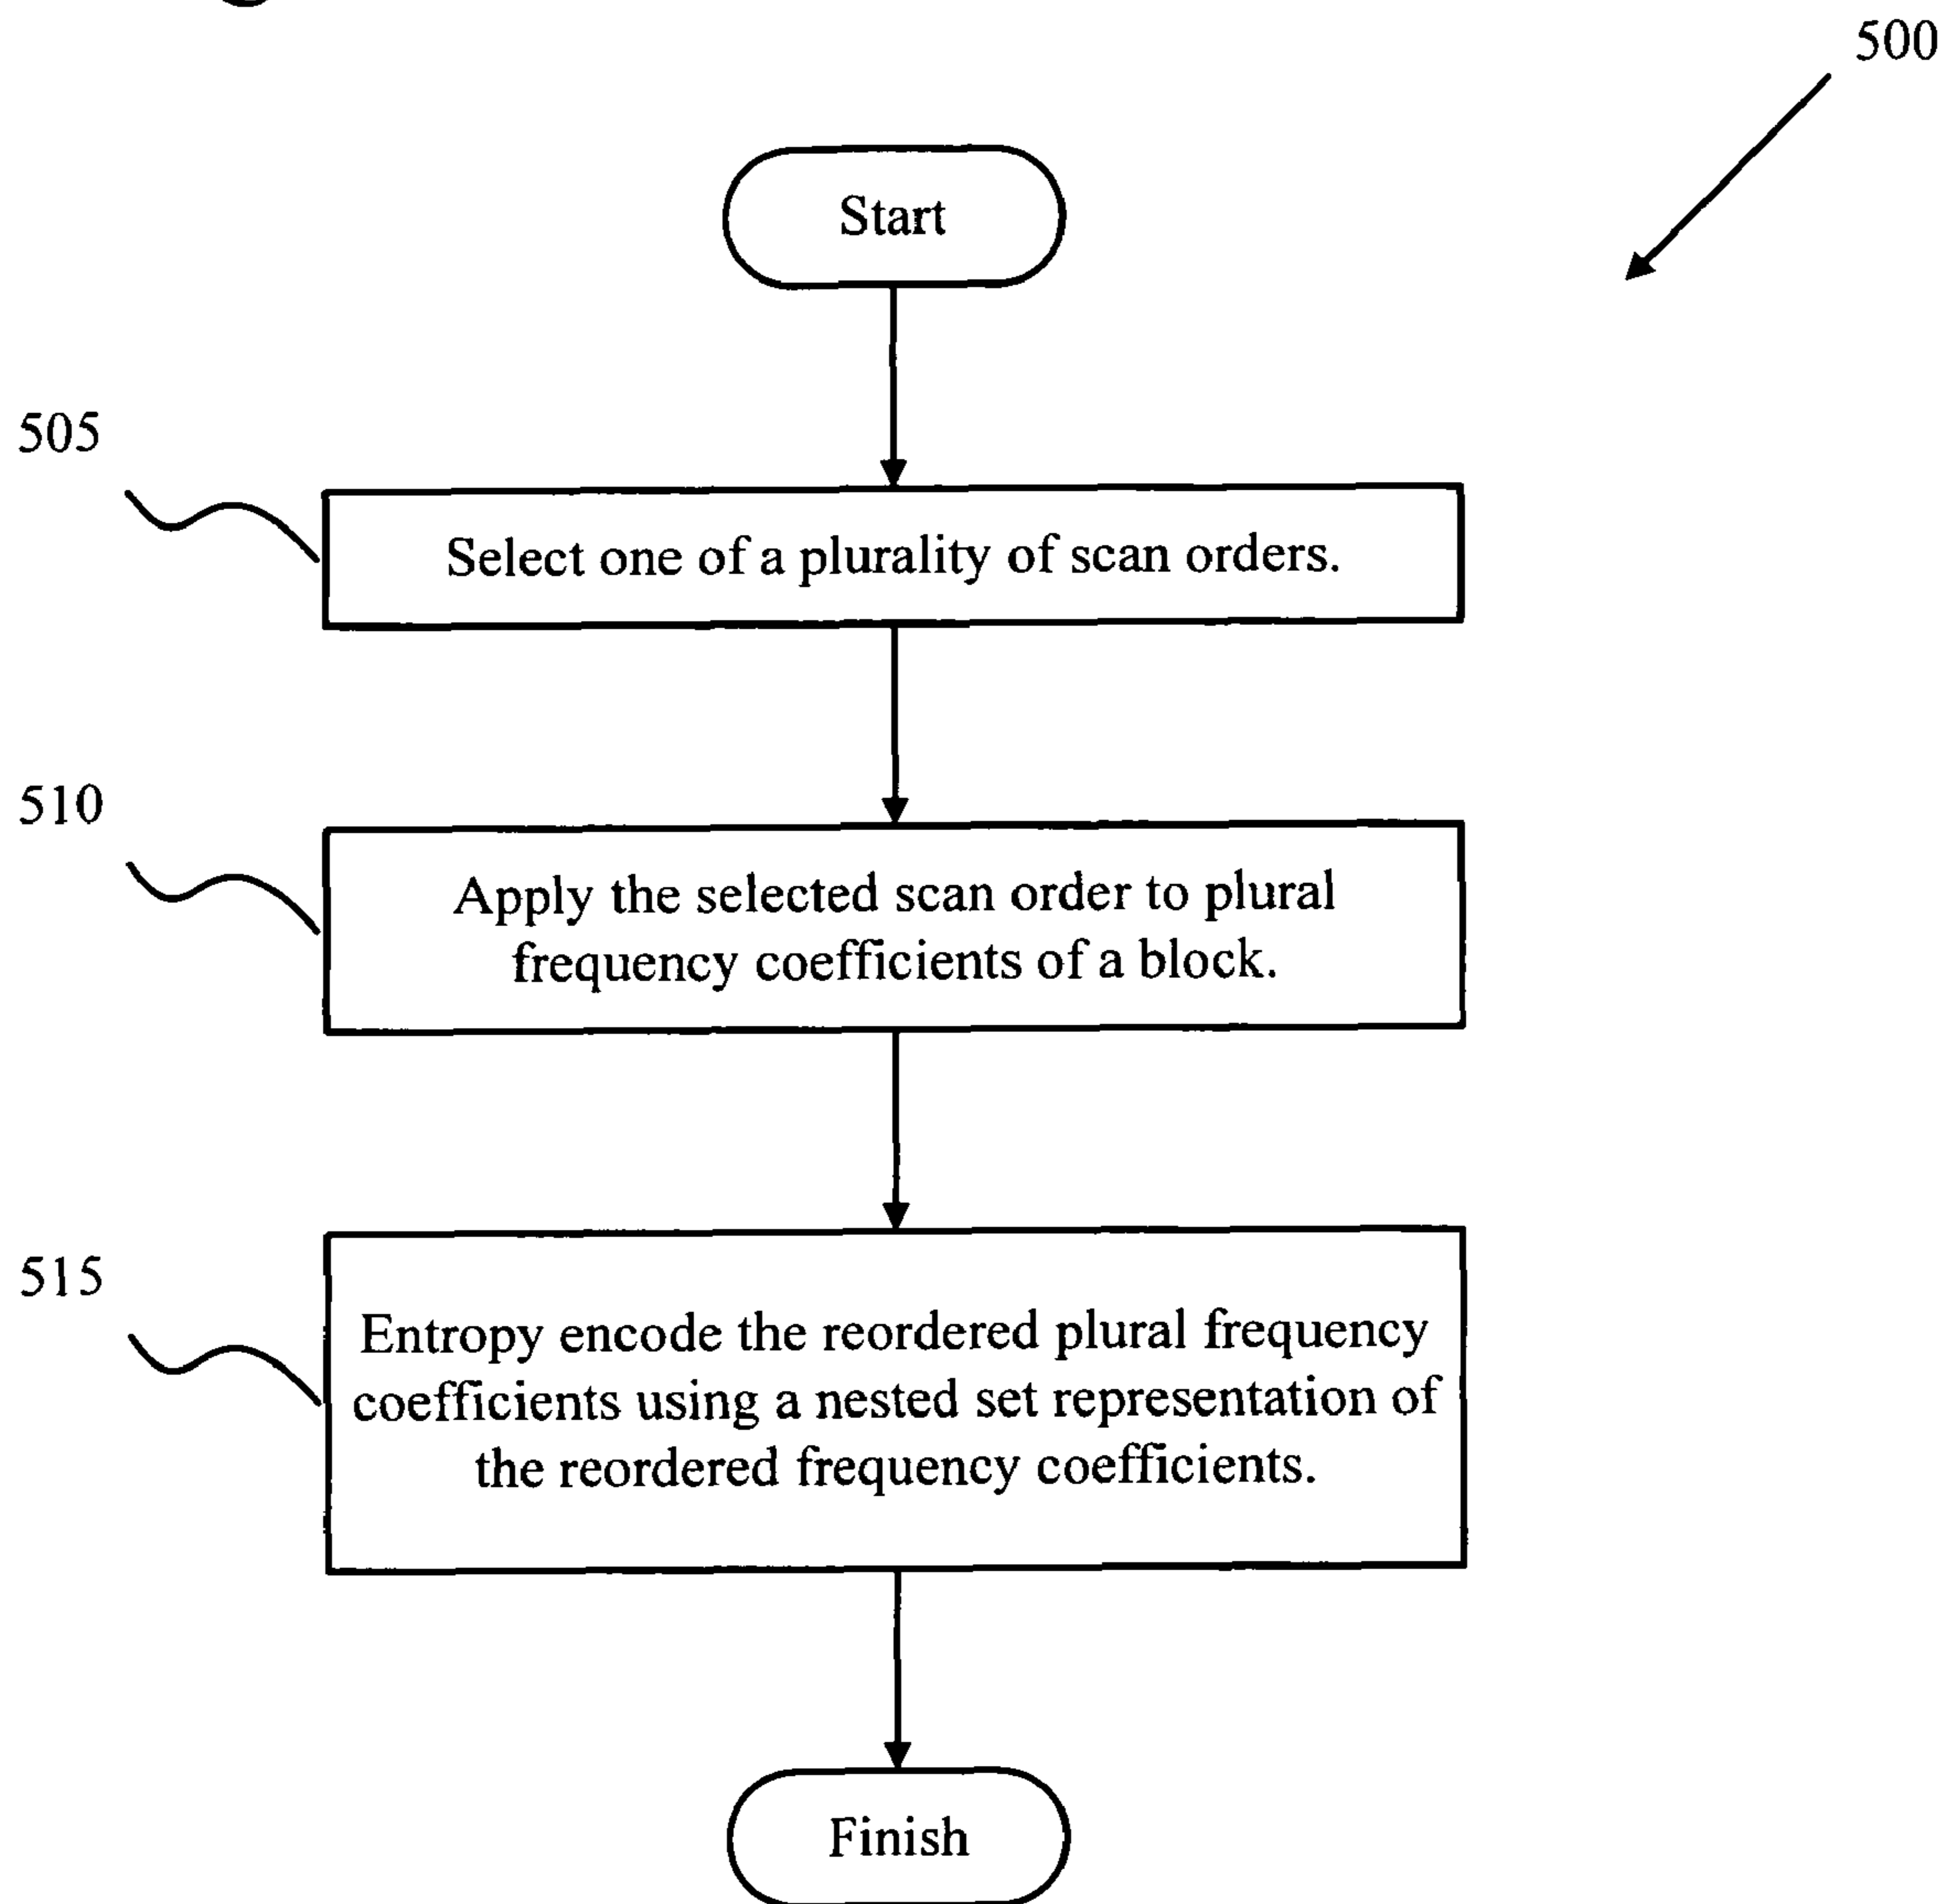 500
Start
505
Select one of a plurality of scan orders.
510
Apply the selected scan order to plural
frequency coefficients of a block.
515
Entropy encode the reordered plural frequency
coefficients using a nested set representation of
the reordered frequency coefficients.
Finish